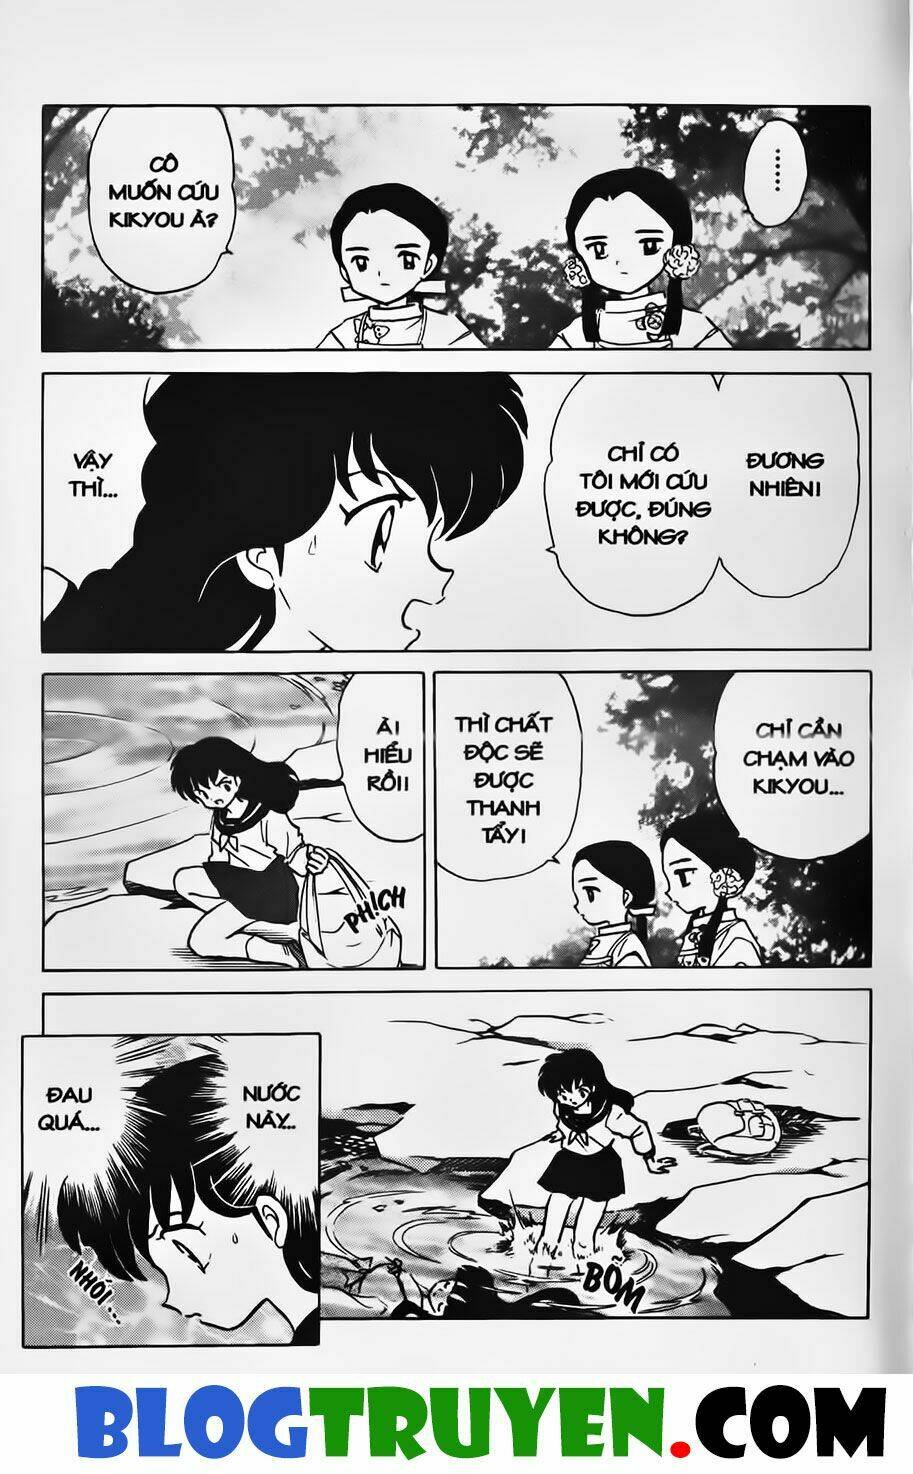 .......
CÔ
MUỐN CỨU
KIKYOU À?
ĐƯƠNG
NHIÊN!
CHỈ CÓ
TÔI MỚI CỨU
ĐƯỢC, ĐÚNG
KHÔNG?
VẬY
THÌ...
CHỈ CẦN
CHẠM VÀO
KIKYOU...
THÌ CHẤT
ĐỘC SẼ
ĐƯỢC
THANH
TẨY!
ÀI
HIỂU
RỒI!
PHỊCH
BÕM
NƯỚC
NÀY..
ĐAU
QUÁ...
NHÓI...
BLOGTRUYEN.COM